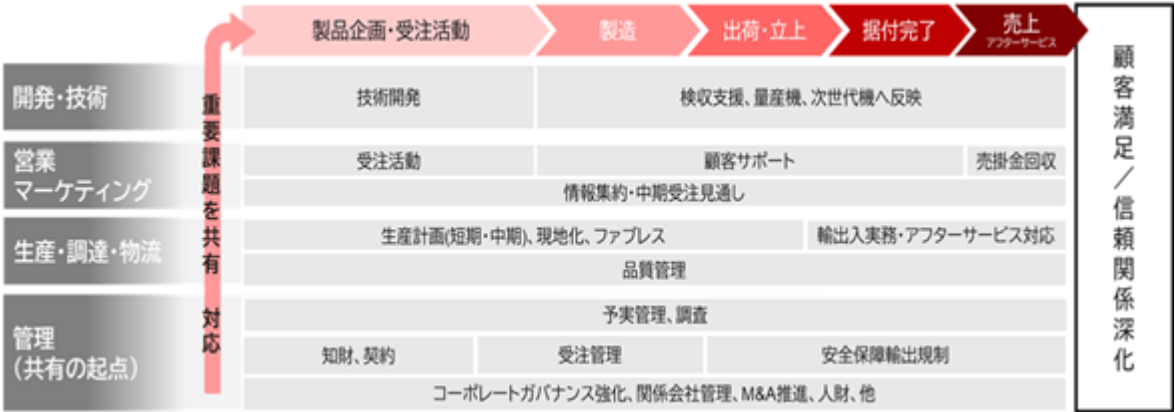 製品企画・受注活動
製造
出荷・立上
据付完了
売上
アフターサービス
重要課題を共有 対応
開発・技術
技術開発
検収支援、量産機、次世代機へ反映
営業
マーケティング
受注活動
顧客サポート
売掛金回収
情報集約・中期受注見通し
生産・調達・物流
生産計画(短期・中期)、現地化、ファブレス
輸出入実務・アフターサービス対応
品質管理
管理
(共有の起点)
予実管理、調査
知財、契約
受注管理
安全保障輸出規制
コーポレートガバナンス強化、関係会社管理、M&A推進、人財、他
顧客満足／信頼関係深化